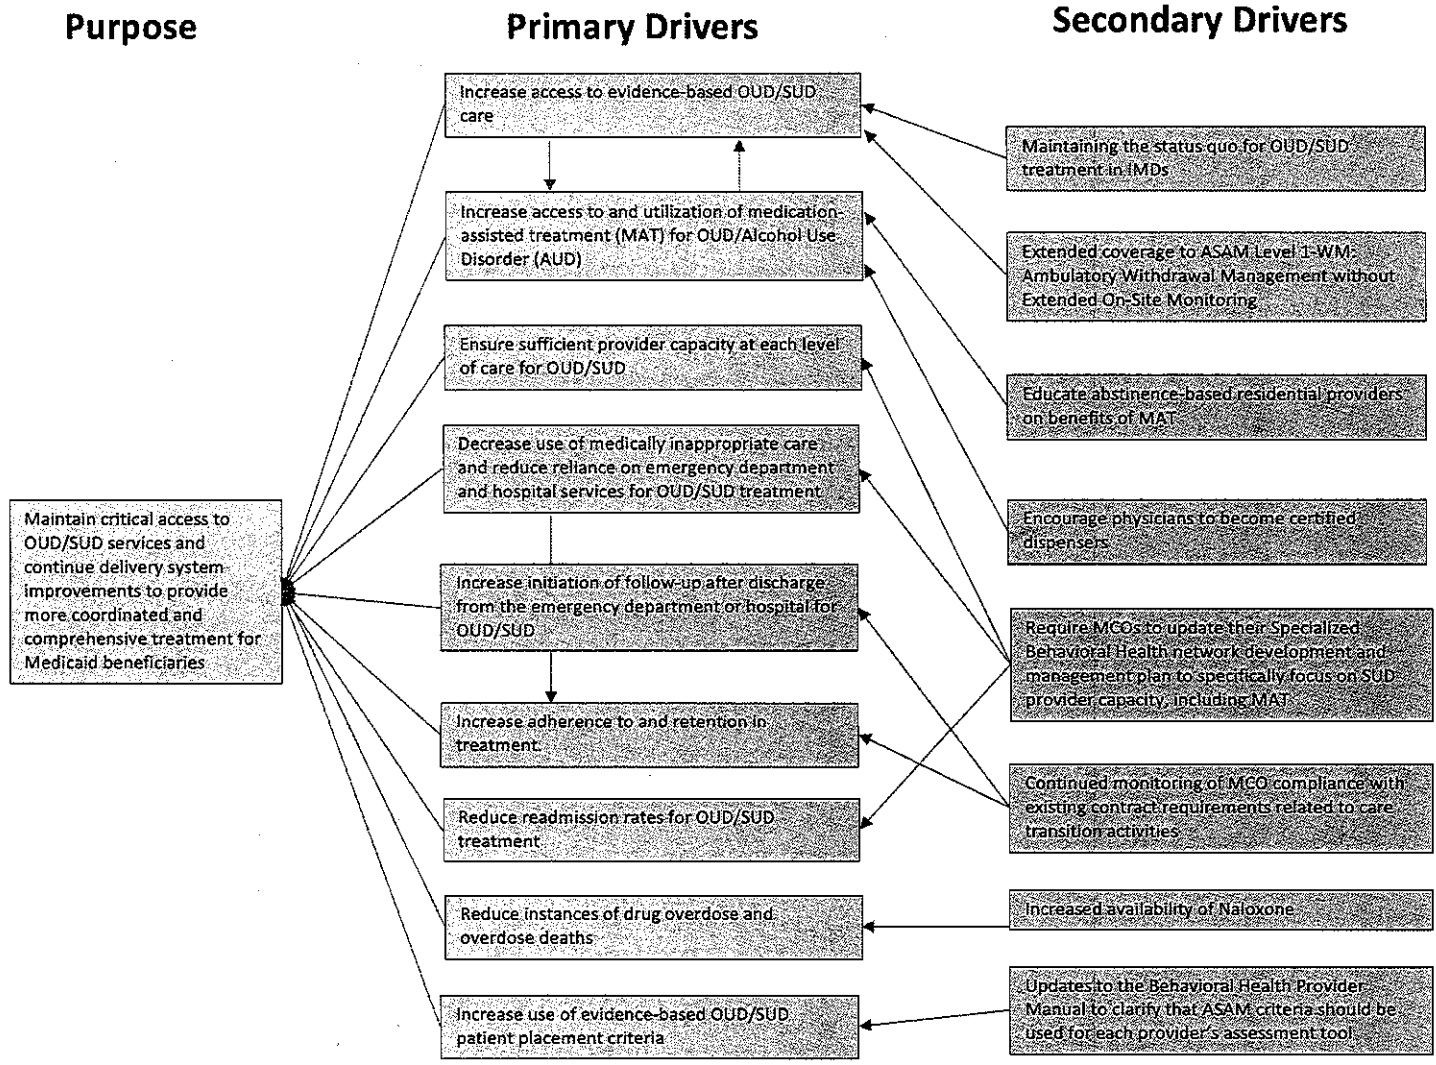 Purpose
Primary Drivers
Secondary Drivers
Increase access to evidence-based OUD/SUD
care
Increase access to and utilization of medication-
assisted treatment (MAT) for OUD/Alcohol Use
Disorder (AUD)
Ensure sufficient provider capacity at each level
of care for OUD/SUD
Decrease use of medically inappropriate care
and reduce reliance on emergency department
and hospital services for OUD/SUD treatment
Increase initiation of follow-up after discharge
from the emergency department or hospital for
OUD/SUD
Increase adherence to and retention in
treatment.
Reduce readmission rates for OUD/SUD
treatment
Reduce instances of drug overdose and
overdose deaths
Increase use of evidence-based OUD/SUD
patient placement criteria
Maintain critical access to
OUD/SUD services and
continue delivery system
improvements to provide
more coordinated and
comprehensive treatment for
Medicaid beneficiaries
Maintaining the status quo for OUD/SUD
treatment in IMDs
Extended coverage to ASAM Level 1-WM:
Ambulatory Withdrawal Management without
Extended On-Site Monitoring
Educate abstinence-based residential providers
on benefits of MAT
Encourage physicians to become certified
dispensers
Require MCOs to update their Specialized
Behavioral Health network development and
management plan to specifically focus on SUD
provider capacity, including MAT
Continued monitoring of MCO compliance with
existing contract requirements related to care
transition activities
Increased availability of Naloxone
Updates to the Behavioral Health Provider
Manual to clarify that ASAM criteria should be
used for each provider's assessment tool